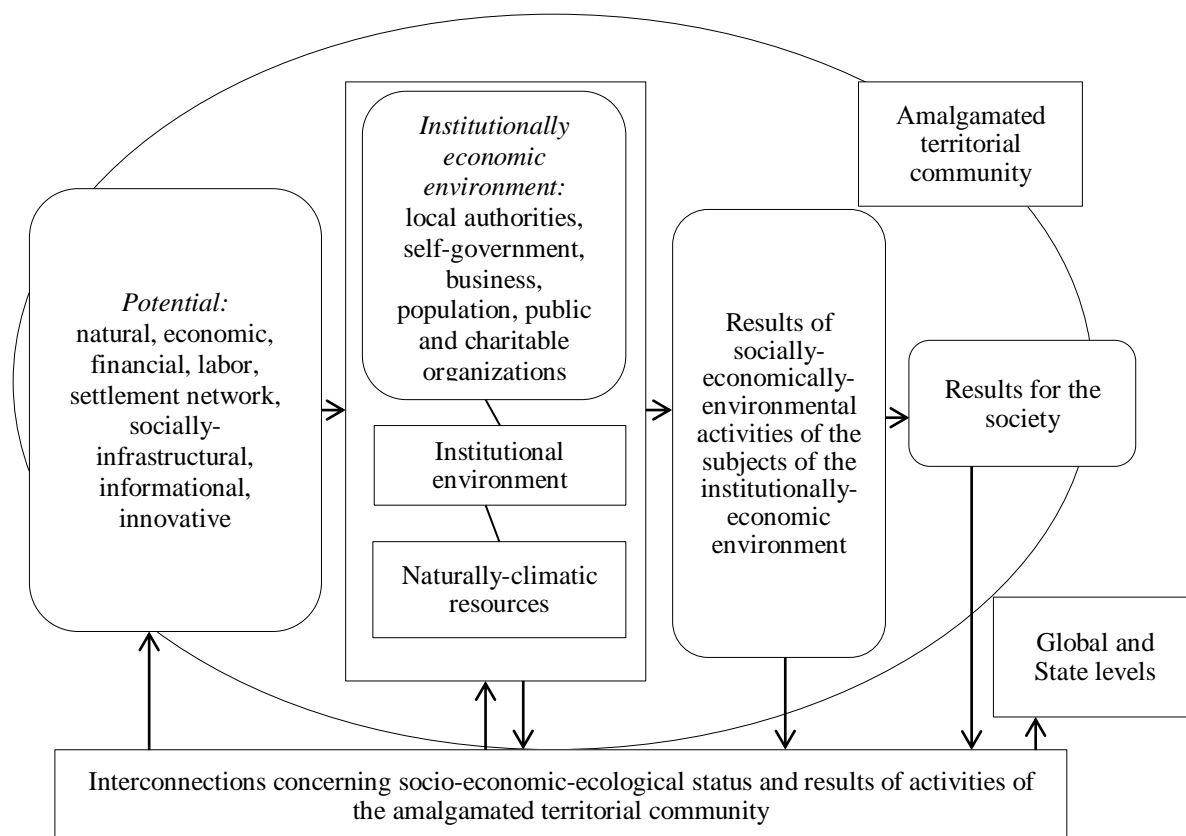 Potential:
natural, economic,
financial, labor,
settlement network,
socially-
infrastructural,
informational,
innovative
Institutionally
economic
environment:
local authorities,
self-government,
business,
population, public
and charitable
organizations
Institutional
environment
Naturally-climatic
resources
Results of
socially-
economically-
environmental
activities of the
subjects of the
institutionally-
economic
environment
Amalgamated
territorial
community
Results for the
society
Global and
State levels
Interconnections concerning socio-economic-ecological status and results of activities of
the amalgamated territorial community